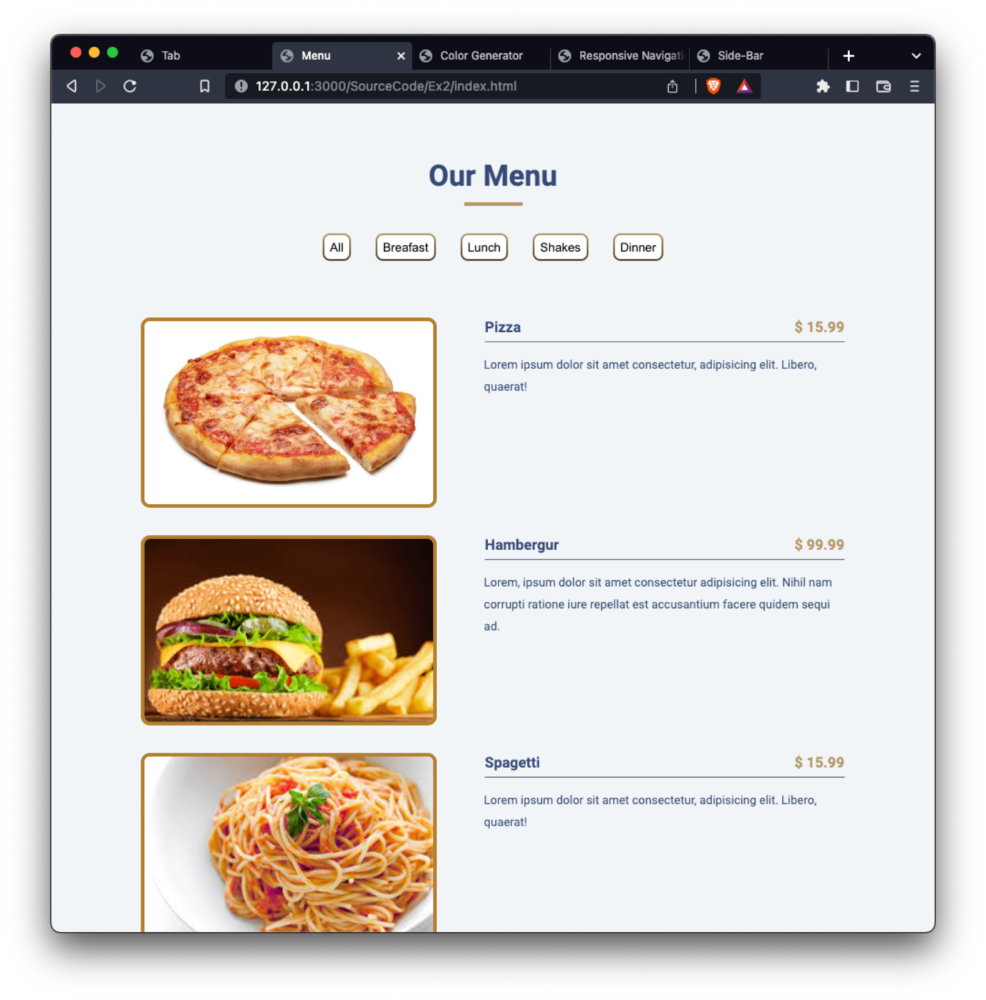 Tab
Menu
Color Generator
Responsive Navigati
Side-Bar
127.0.0.1:3000/SourceCode/Ex2/index.html
Our Menu
All
Breafast
Lunch
Shakes
Dinner
Pizza $ 15.99
Lorem ipsum dolor sit amet consectetur, adipisicing elit. Libero,
quaerat!
Hambergur $ 99.99
Lorem, ipsum dolor sit amet consectetur adipisicing elit. Nihil nam
corrupti ratione iure repellat est accusantium facere quidem sequi
ad.
Spagetti $ 15.99
Lorem ipsum dolor sit amet consectetur, adipisicing elit. Libero,
quaerat!